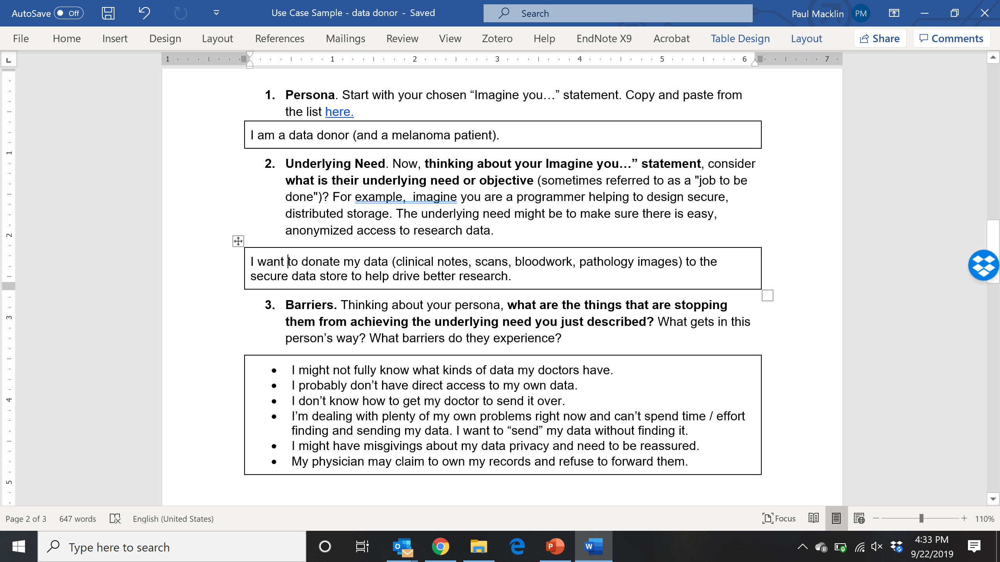 AutoSave Off Use Case Sample - data donor - Saved Search Paul Macklin PM
File Home Insert Design Layout References Mailings Review View Zotero Help EndNote X9 Acrobat Table Design Layout Share Comments
1 1 2 3 4 5 6 7
1. Persona. Start with your chosen “Imagine you…” statement. Copy and paste from
the list here.
I am a data donor (and a melanoma patient).
2. Underlying Need. Now, thinking about your Imagine you…” statement, consider
what is their underlying need or objective (sometimes referred to as a "job to be
done")? For example,  imagine you are a programmer helping to design secure,
distributed storage. The underlying need might be to make sure there is easy,
anonymized access to research data.
I want to donate my data (clinical notes, scans, bloodwork, pathology images) to the
secure data store to help drive better research.
3. Barriers. Thinking about your persona, what are the things that are stopping
them from achieving the underlying need you just described? What gets in this
person’s way? What barriers do they experience?
• I might not fully know what kinds of data my doctors have.
• I probably don’t have direct access to my own data.
• I don’t know how to get my doctor to send it over.
• I’m dealing with plenty of my own problems right now and can’t spend time / effort
finding and sending my data. I want to “send” my data without finding it.
• I might have misgivings about my data privacy and need to be reassured.
• My physician may claim to own my records and refuse to forward them.
1
2
3
4
5
Page 2 of 3 647 words English (United States) Focus 110%
Type here to search 4:33 PM
9/22/2019